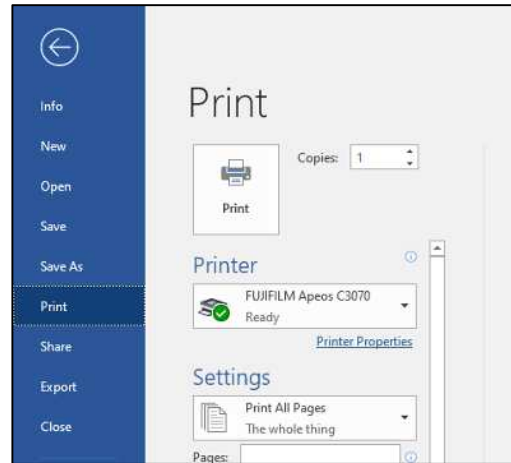 Info
New
Open
Save
Save As
Print
Share
Export
Close
Print
Copies: 1
Print
Printer
FUJIFILM Apeos C3070
Ready
Printer Properties
Settings
Print All Pages
The whole thing
Pages: